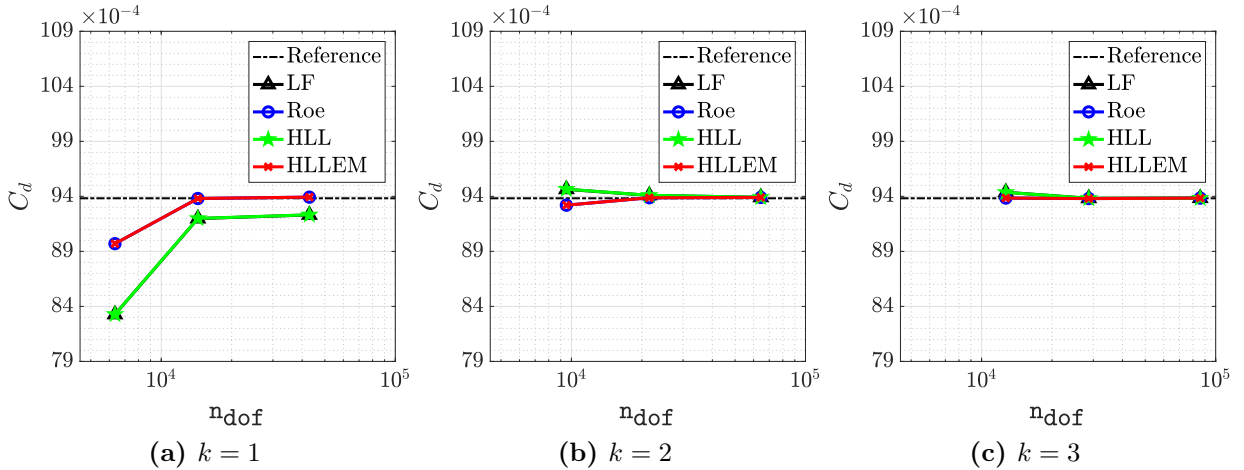 ×10⁻⁴
109
104
99
94
89
84
79
C_d
10⁴
10⁵
n_dof
Reference
LF
Roe
HLL
HLLEM
(a) k = 1
×10⁻⁴
109
104
99
94
89
84
79
C_d
10⁴
10⁵
n_dof
Reference
LF
Roe
HLL
HLLEM
(b) k = 2
×10⁻⁴
109
104
99
94
89
84
79
C_d
10⁴
10⁵
n_dof
Reference
LF
Roe
HLL
HLLEM
(c) k = 3